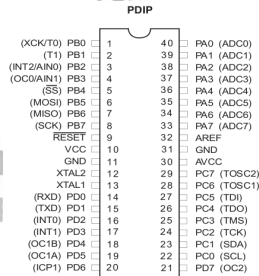 PDIP
(XCK/T0) PB0 1 40 PA0 (ADC0)
(T1) PB1 2 39 PA1 (ADC1)
(INT2/AIN0) PB2 3 38 PA2 (ADC2)
(OC0/AIN1) PB3 4 37 PA3 (ADC3)
(SS) PB4 5 36 PA4 (ADC4)
(MOSI) PB5 6 35 PA5 (ADC5)
(MISO) PB6 7 34 PA6 (ADC6)
(SCK) PB7 8 33 PA7 (ADC7)
RESET 9 32 AREF
VCC 10 31 GND
GND 11 30 AVCC
XTAL2 12 29 PC7 (TOSC2)
XTAL1 13 28 PC6 (TOSC1)
(RXD) PD0 14 27 PC5 (TDI)
(TXD) PD1 15 26 PC4 (TDO)
(INT0) PD2 16 25 PC3 (TMS)
(INT1) PD3 17 24 PC2 (TCK)
(OC1B) PD4 18 23 PC1 (SDA)
(OC1A) PD5 19 22 PC0 (SCL)
(ICP1) PD6 20 21 PD7 (OC2)